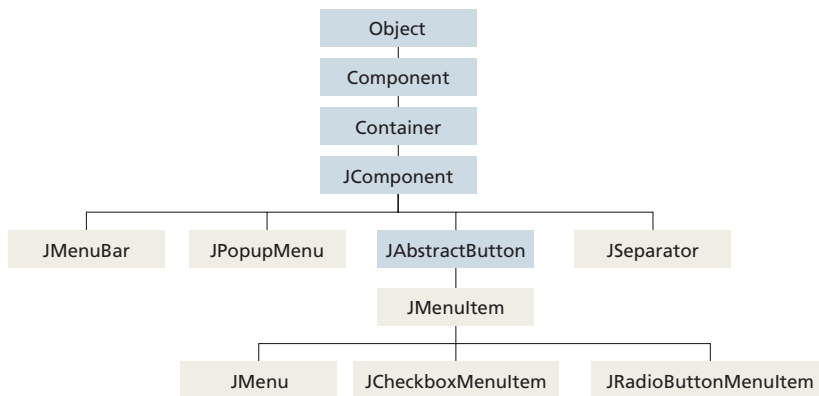 Object
Component
Container
JComponent
JMenuBar
JPopupMenu
JAbstractButton
JSeparator
JMenuItem
JMenu
JCheckboxMenuItem
JRadioButtonMenuItem